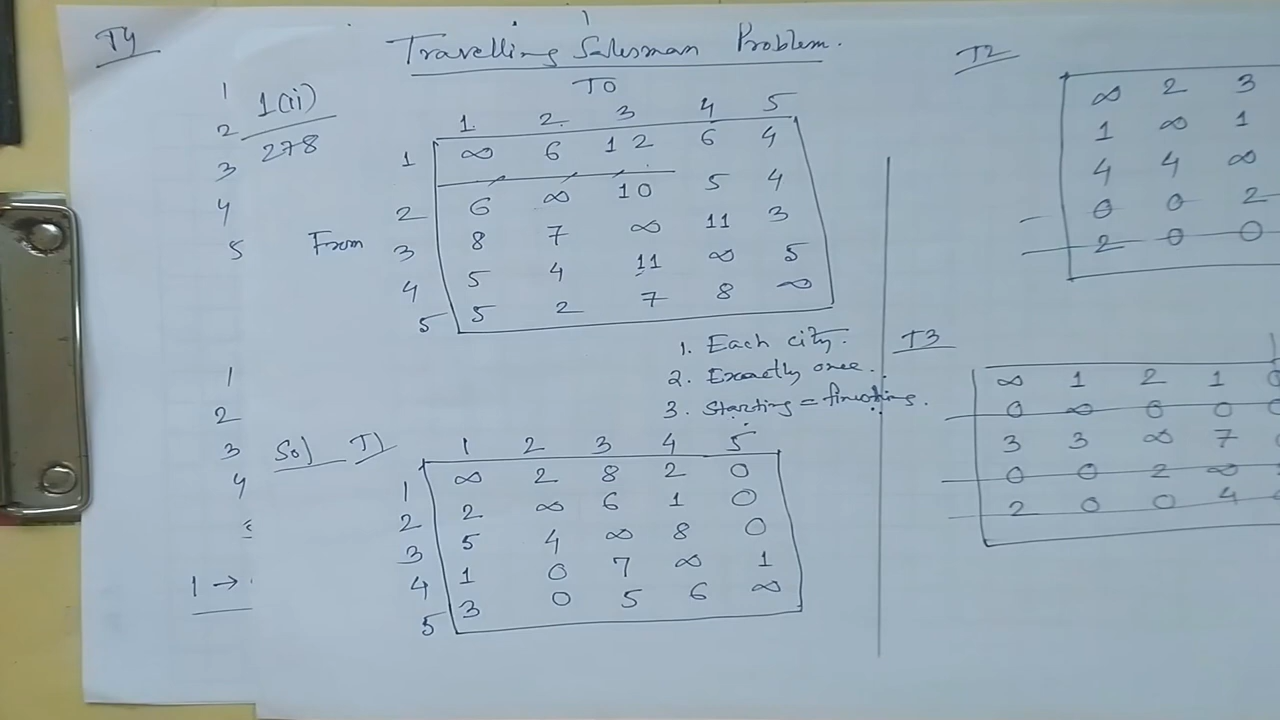 T4
Travelling Salesman Problem.
1
2
3
4
5
1(ii)
278
TO
1 2 3 4 5
From
1 ∞ 6 12 6 4
2 6 ∞ 10 5 4
3 8 7 ∞ 11 3
4 5 4 11 ∞ 5
5 5 2 7 8 ∞
1. Each city.
2. Exactly once.
3. Starting = finishing.
1
2
3
4
1 →
Sol T1
1 2 3 4 5
1 ∞ 2 8 2 0
2 2 ∞ 6 1 0
3 5 4 ∞ 8 0
4 1 0 7 ∞ 1
5 3 0 5 6 ∞
T2
∞ 2 3
1 ∞ 1
4 4 ∞
0 0 2
2 0 0
T3
∞ 1 2 1 0
0 ∞ 0 0
3 3 ∞ 7
0 0 2 ∞
2 0 0 4